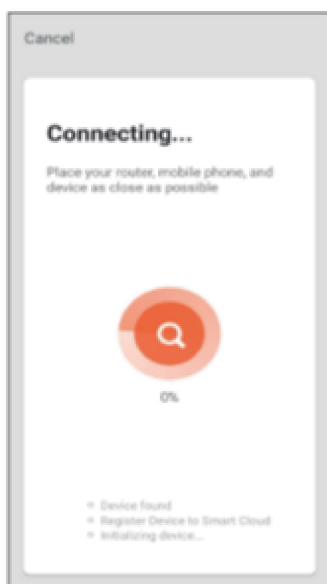 Cancel
Connecting...
Place your router, mobile phone, and
device as close as possible
0%
Device found
Register Device to Smart Cloud
Initializing device...